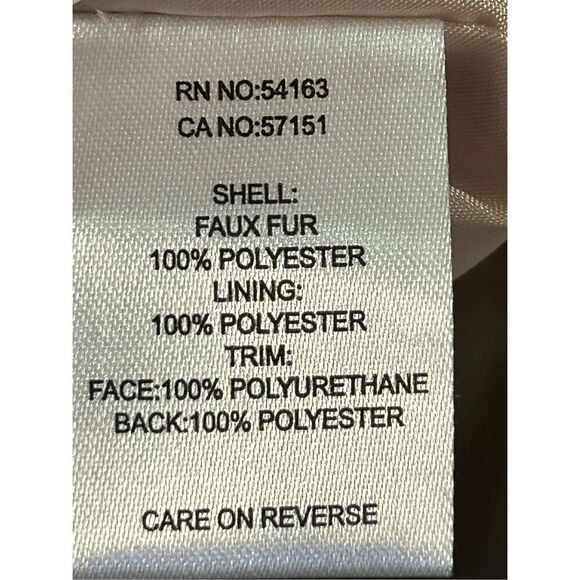 RN NO:54163
CA NO:57151
SHELL:
FAUX FUR
100% POLYESTER
LINING:
100% POLYESTER
TRIM:
FACE:100% POLYURETHANE
BACK:100% POLYESTER
CARE ON REVERSE